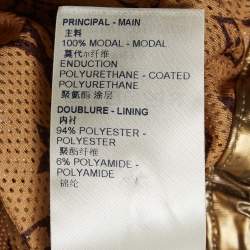 PRINCIPAL - MAIN
主料
100% MODAL - MODAL
莫代尔纤维
ENDUCTION
POLYURETHANE - COATED
POLYURETHANE
聚氨酯 涂层
DOUBLURE - LINING
内衬
94% POLYESTER -
POLYESTER
聚酯纤维
6% POLYAMIDE -
POLYAMIDE
锦纶